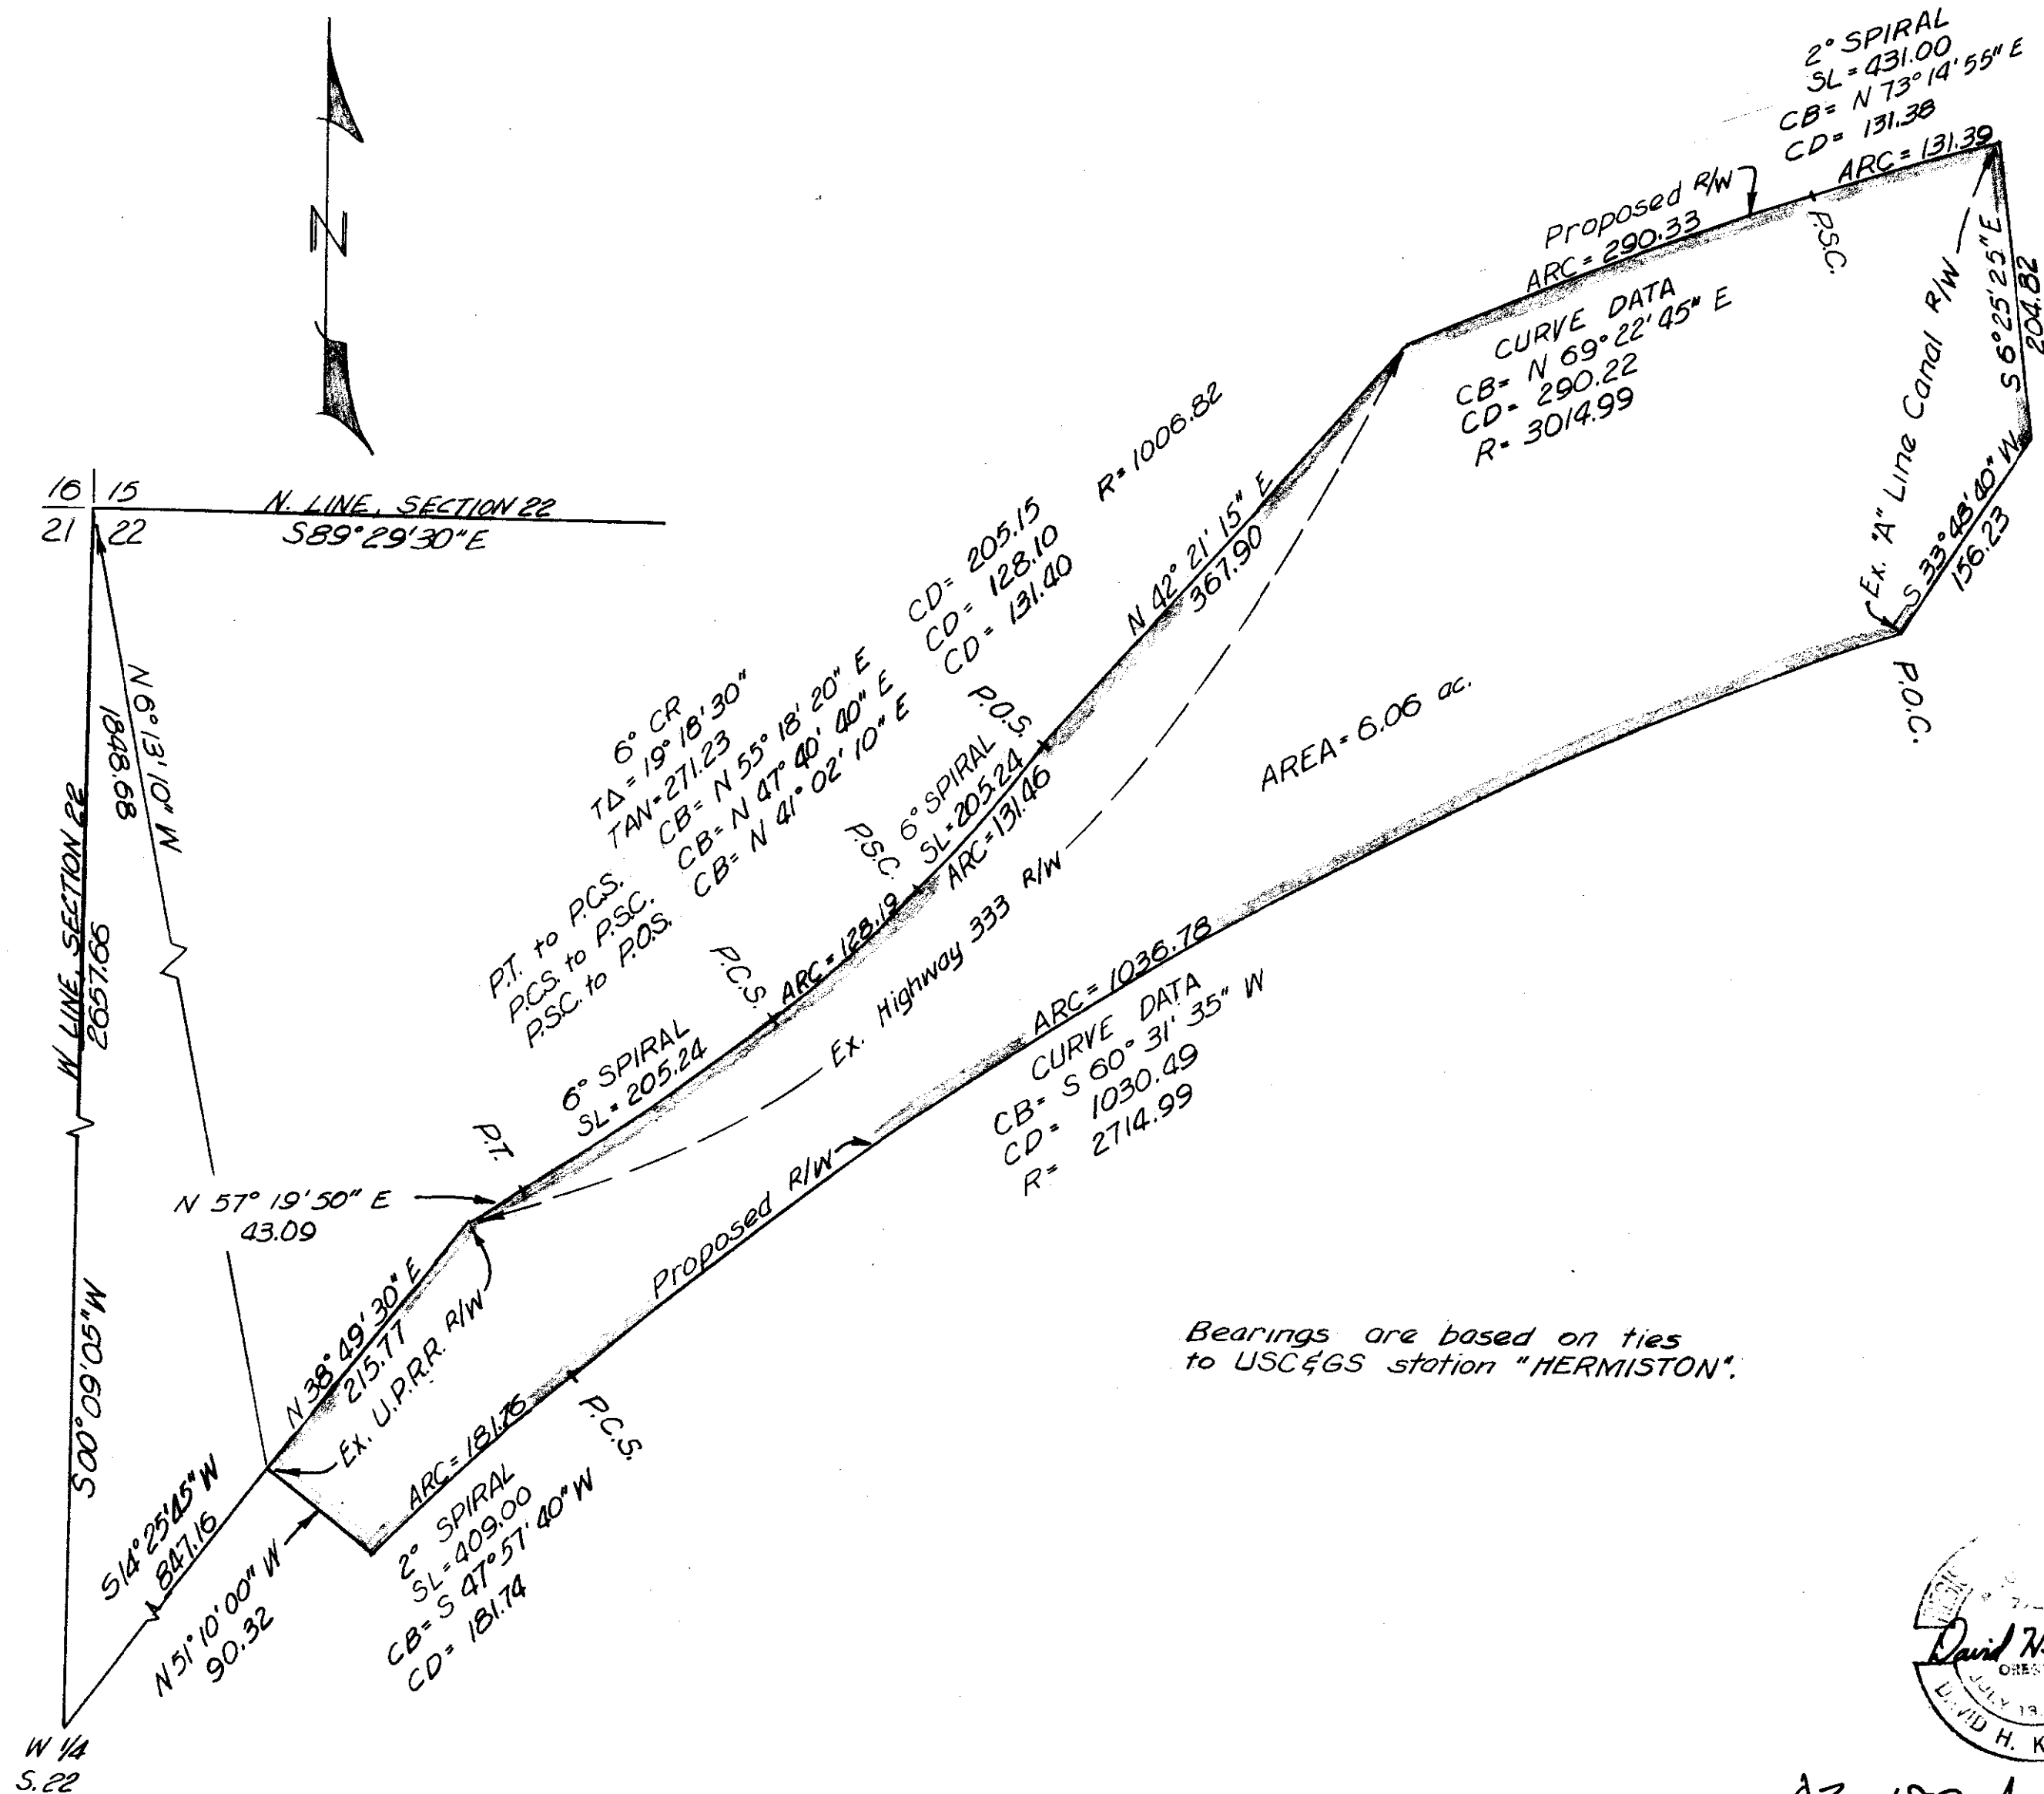 2° SPIRAL
SL = 431.00
CB = N 73° 14' 55" E
CD = 131.38
ARC = 131.39
Proposed R/W
ARC = 290.33
P.S.C.
CURVE DATA
CB = N 69° 22' 45" E
CD = 290.22
R = 3014.99
Ex. "A" Line Canal R/W
S 6° 25' 25" E
204.82
S 33° 48' 40" W
156.23
P.O.C.
N
16 | 15
21 | 22
N. LINE, SECTION 22
S 89° 29' 30" E
N 6° 13' 10" W
1848.68
W LINE, SECTION 22
2657.66
S 00° 09' 05" W
6° CR
T∆ = 19° 18' 30"
TAN = 271.23
P.T. to P.C.S. CB = N 55° 18' 20" E CD = 205.15 R = 1006.82
P.C.S. to P.S.C. CB = N 47° 40' 40" E CD = 128.10
P.S.C. to P.O.S. CB = N 41° 02' 10" E CD = 131.40
P.O.S.
N 42° 21' 15" E
367.90
6° SPIRAL
SL = 205.24
ARC = 131.46
P.S.C.
ARC = 128.19
P.C.S.
6° SPIRAL
SL = 205.24
P.T.
Ex. Highway 333 R/W
AREA = 6.06 ac.
ARC = 1036.78
CURVE DATA
CB = S 60° 31' 35" W
CD = 1030.49
R = 2714.99
Proposed R/W
N 57° 19' 50" E
43.09
N 38° 49' 30" E
215.77
Ex. U.P.R.R. R/W
ARC = 181.76
P.C.S.
2° SPIRAL
SL = 409.00
CB = S 47° 57' 40" W
CD = 181.74
S 14° 25' 45" W
847.16
N 51° 10' 00" W
90.32
W 1/4
S. 22
Bearings are based on ties
to USC&GS station "HERMISTON".
David H.
JULY 13,
DAVID H. K